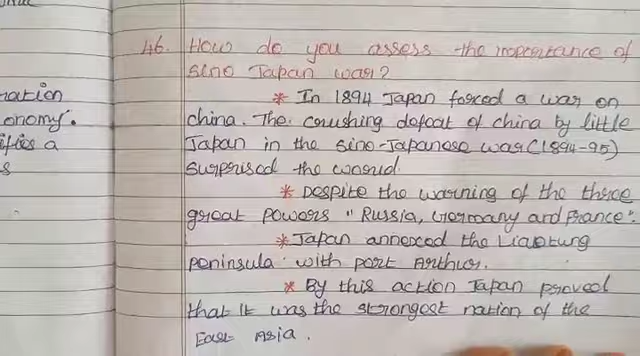 46. How do you assess the importance of
Sino Japan war?
* In 1894 Japan forced a war on
china. The crushing defeat of china by little
Japan in the sino-Japanese war (1894-95)
surprised the world.
* Despite the warning of the three
great powers "Russia, Germany and France".
* Japan annexed the Liaotung
peninsula with port Arthur.
* By this action Japan proved
that it was the strongest nation of the
East Asia.
onomy.